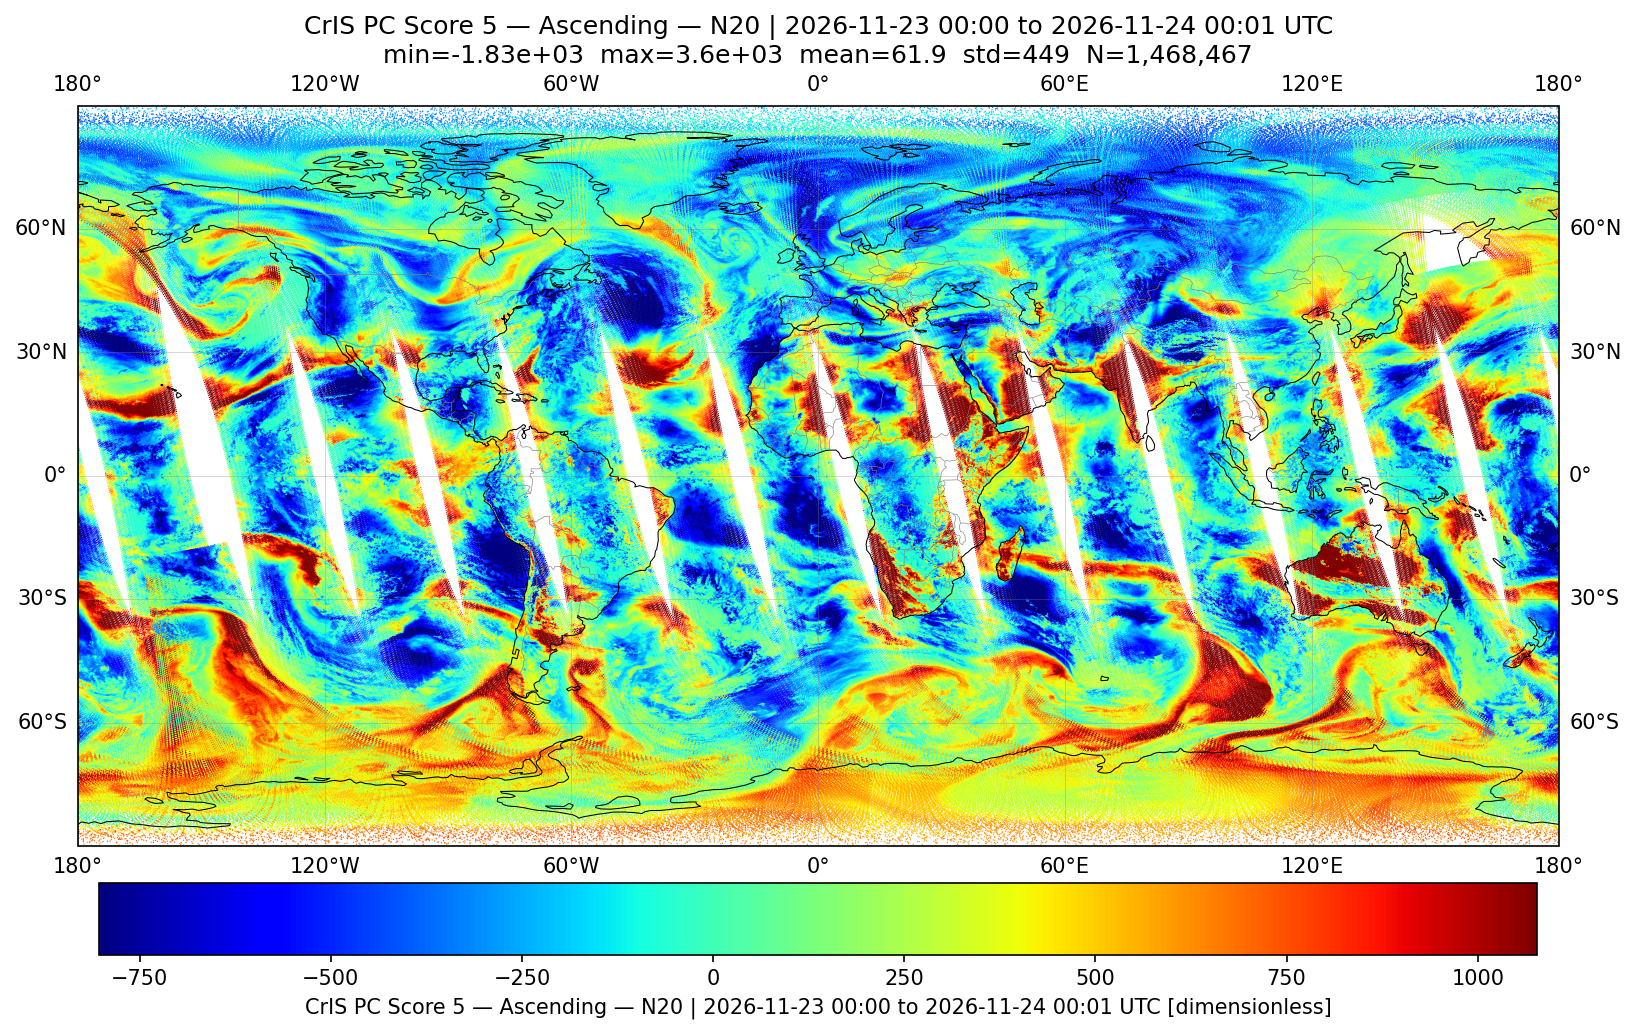 CrIS PC Score 5 — Ascending — N20 | 2026-11-23 00:00 to 2026-11-24 00:01 UTC
min=-1.83e+03  max=3.6e+03  mean=61.9  std=449  N=1,468,467
180° 120°W 60°W 0° 60°E 120°E 180°
60°N 60°N
30°N 30°N
0° 0°
30°S 30°S
60°S 60°S
180° 120°W 60°W 0° 60°E 120°E 180°
−750 −500 −250 0 250 500 750 1000
CrIS PC Score 5 — Ascending — N20 | 2026-11-23 00:00 to 2026-11-24 00:01 UTC [dimensionless]